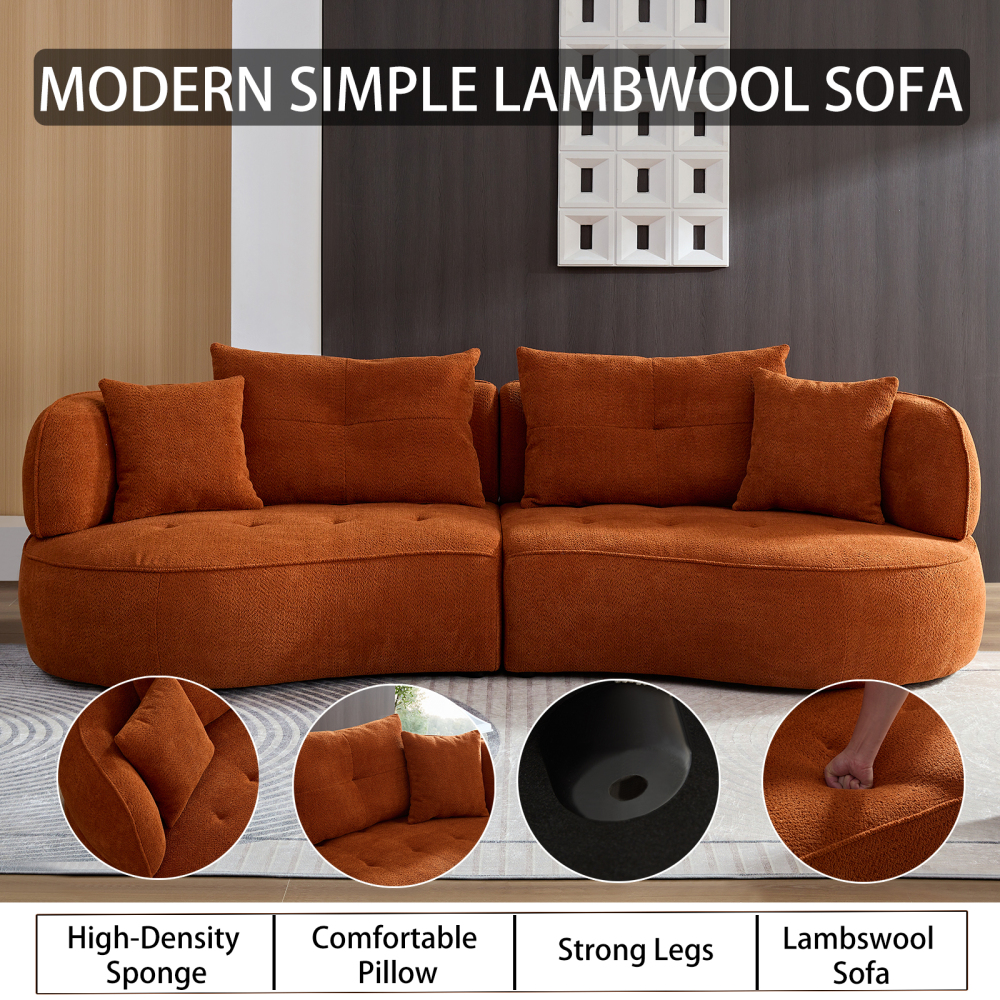 MODERN SIMPLE LAMBWOOL SOFA
High-Density
Sponge
Comfortable
Pillow
Strong Legs
Lambswool
Sofa